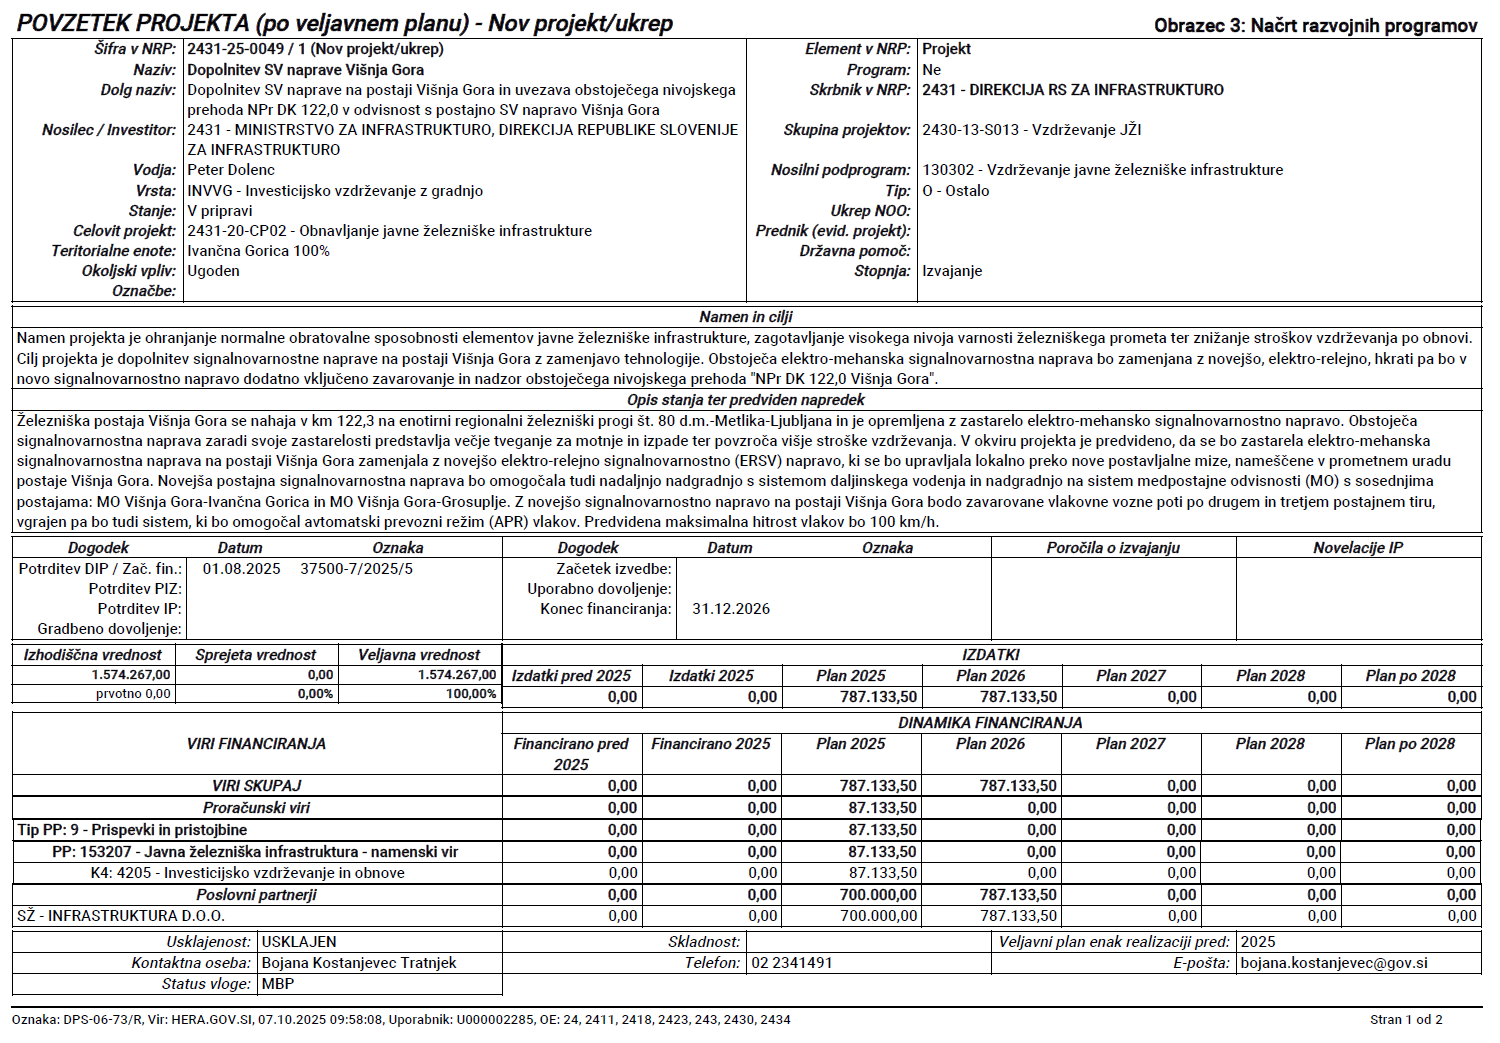 POVZETEK PROJEKTA (po veljavnem planu) - Nov projekt/ukrep
Obrazec 3: Načrt razvojnih programov
Šifra v NRP: 2431-25-0049 / 1 (Nov projekt/ukrep)
Element v NRP: Projekt
Naziv: Dopolnitev SV naprave Višnja Gora
Program: Ne
Dolg naziv: Dopolnitev SV naprave na postaji Višnja Gora in uvezava obstoječega nivojskega
prehoda NPr DK 122,0 v odvisnost s postajno SV napravo Višnja Gora
Skrbnik v NRP: 2431 - DIREKCIJA RS ZA INFRASTRUKTURO
Nosilec / Investitor: 2431 - MINISTRSTVO ZA INFRASTRUKTURO, DIREKCIJA REPUBLIKE SLOVENIJE
ZA INFRASTRUKTURO
Skupina projektov: 2430-13-S013 - Vzdrževanje JŽI
Vodja: Peter Dolenc
Nosilni podprogram: 130302 - Vzdrževanje javne železniške infrastrukture
Vrsta: INVVG - Investicijsko vzdrževanje z gradnjo
Tip: O - Ostalo
Stanje: V pripravi
Ukrep NOO:
Celovit projekt: 2431-20-CP02 - Obnavljanje javne železniške infrastrukture
Prednik (evid. projekt):
Teritorialne enote: Ivančna Gorica 100%
Državna pomoč:
Okoljski vpliv: Ugoden
Stopnja: Izvajanje
Označbe:
Namen in cilji
Namen projekta je ohranjanje normalne obratovalne sposobnosti elementov javne železniške infrastrukture, zagotavljanje visokega nivoja varnosti železniškega prometa ter znižanje stroškov vzdrževanja po obnovi.
Cilj projekta je dopolnitev signalnovarnostne naprave na postaji Višnja Gora z zamenjavo tehnologije. Obstoječa elektro-mehanska signalnovarnostna naprava bo zamenjana z novejšo, elektro-relejno, hkrati pa bo v
novo signalnovarnostno napravo dodatno vključeno zavarovanje in nadzor obstoječega nivojskega prehoda "NPr DK 122,0 Višnja Gora".
Opis stanja ter predviden napredek
Železniška postaja Višnja Gora se nahaja v km 122,3 na enotirni regionalni železniški progi št. 80 d.m.-Metlika-Ljubljana in je opremljena z zastarelo elektro-mehansko signalnovarnostno napravo. Obstoječa
signalnovarnostna naprava zaradi svoje zastarelosti predstavlja večje tveganje za motnje in izpade ter povzroča višje stroške vzdrževanja. V okviru projekta je predvideno, da se bo zastarela elektro-mehanska
signalnovarnostna naprava na postaji Višnja Gora zamenjala z novejšo elektro-relejno signalnovarnostno (ERSV) napravo, ki se bo upravljala lokalno preko nove postavljalne mize, nameščene v prometnem uradu
postaje Višnja Gora. Novejša postajna signalnovarnostna naprava bo omogočala tudi nadaljnjo nadgradnjo s sistemom daljinskega vodenja in nadgradnjo na sistem medpostajne odvisnosti (MO) s sosednjima
postajama: MO Višnja Gora-Ivančna Gorica in MO Višnja Gora-Grosuplje. Z novejšo signalnovarnostno napravo na postaji Višnja Gora bodo zavarovane vlakovne vozne poti po drugem in tretjem postajnem tiru,
vgrajen pa bo tudi sistem, ki bo omogočal avtomatski prevozni režim (APR) vlakov. Predvidena maksimalna hitrost vlakov bo 100 km/h.
Dogodek Datum Oznaka Dogodek Datum Oznaka Poročila o izvajanju Novelacije IP
Potrditev DIP / Zač. fin.: 01.08.2025 37500-7/2025/5 Začetek izvedbe:
Potrditev PIZ: Uporabno dovoljenje:
Potrditev IP: Konec financiranja: 31.12.2026
Gradbeno dovoljenje:
Izhodiščna vrednost Sprejeta vrednost Veljavna vrednost IZDATKI
1.574.267,00 0,00 1.574.267,00 Izdatki pred 2025 Izdatki 2025 Plan 2025 Plan 2026 Plan 2027 Plan 2028 Plan po 2028
prvotno 0,00 0,00% 100,00% 0,00 0,00 787.133,50 787.133,50 0,00 0,00 0,00
VIRI FINANCIRANJA DINAMIKA FINANCIRANJA
Financirano pred
2025 Financirano 2025 Plan 2025 Plan 2026 Plan 2027 Plan 2028 Plan po 2028
VIRI SKUPAJ 0,00 0,00 787.133,50 787.133,50 0,00 0,00 0,00
Proračunski viri 0,00 0,00 87.133,50 0,00 0,00 0,00 0,00
Tip PP: 9 - Prispevki in pristojbine 0,00 0,00 87.133,50 0,00 0,00 0,00 0,00
PP: 153207 - Javna železniška infrastruktura - namenski vir 0,00 0,00 87.133,50 0,00 0,00 0,00 0,00
K4: 4205 - Investicijsko vzdrževanje in obnove 0,00 0,00 87.133,50 0,00 0,00 0,00 0,00
Poslovni partnerji 0,00 0,00 700.000,00 787.133,50 0,00 0,00 0,00
SŽ - INFRASTRUKTURA D.O.O. 0,00 0,00 700.000,00 787.133,50 0,00 0,00 0,00
Usklajenost: USKLAJEN Skladnost: Veljavni plan enak realizaciji pred: 2025
Kontaktna oseba: Bojana Kostanjevec Tratnjek Telefon: 02 2341491 E-pošta: bojana.kostanjevec@gov.si
Status vloge: MBP
Oznaka: DPS-06-73/R, Vir: HERA.GOV.SI, 07.10.2025 09:58:08, Uporabnik: U000002285, OE: 24, 2411, 2418, 2423, 243, 2430, 2434
Stran 1 od 2